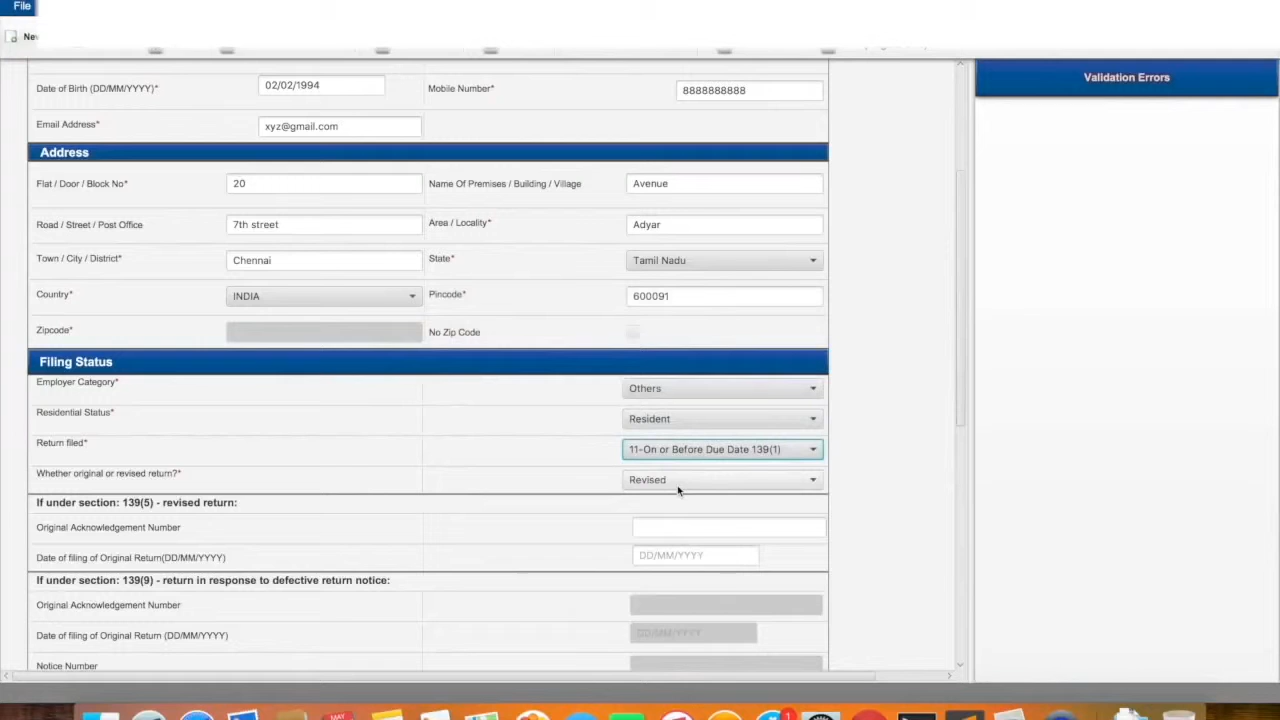 File
New
Validation Errors
Date of Birth (DD/MM/YYYY)* 02/02/1994 Mobile Number* 8888888888
Email Address* xyz@gmail.com
Address
Flat / Door / Block No* 20 Name Of Premises / Building / Village Avenue
Road / Street / Post Office 7th street Area / Locality* Adyar
Town / City / District* Chennai State* Tamil Nadu
Country* INDIA Pincode* 600091
Zipcode* No Zip Code
Filing Status
Employer Category* Others
Residential Status* Resident
Return filed* 11-On or Before Due Date 139(1)
Whether original or revised return?* Revised
If under section: 139(5) - revised return:
Original Acknowledgement Number
Date of filing of Original Return(DD/MM/YYYY) DD/MM/YYYY
If under section: 139(9) - return in response to defective return notice:
Original Acknowledgement Number
Date of filing of Original Return (DD/MM/YYYY) DD/MM/YYYY
Notice Number
MAY
1